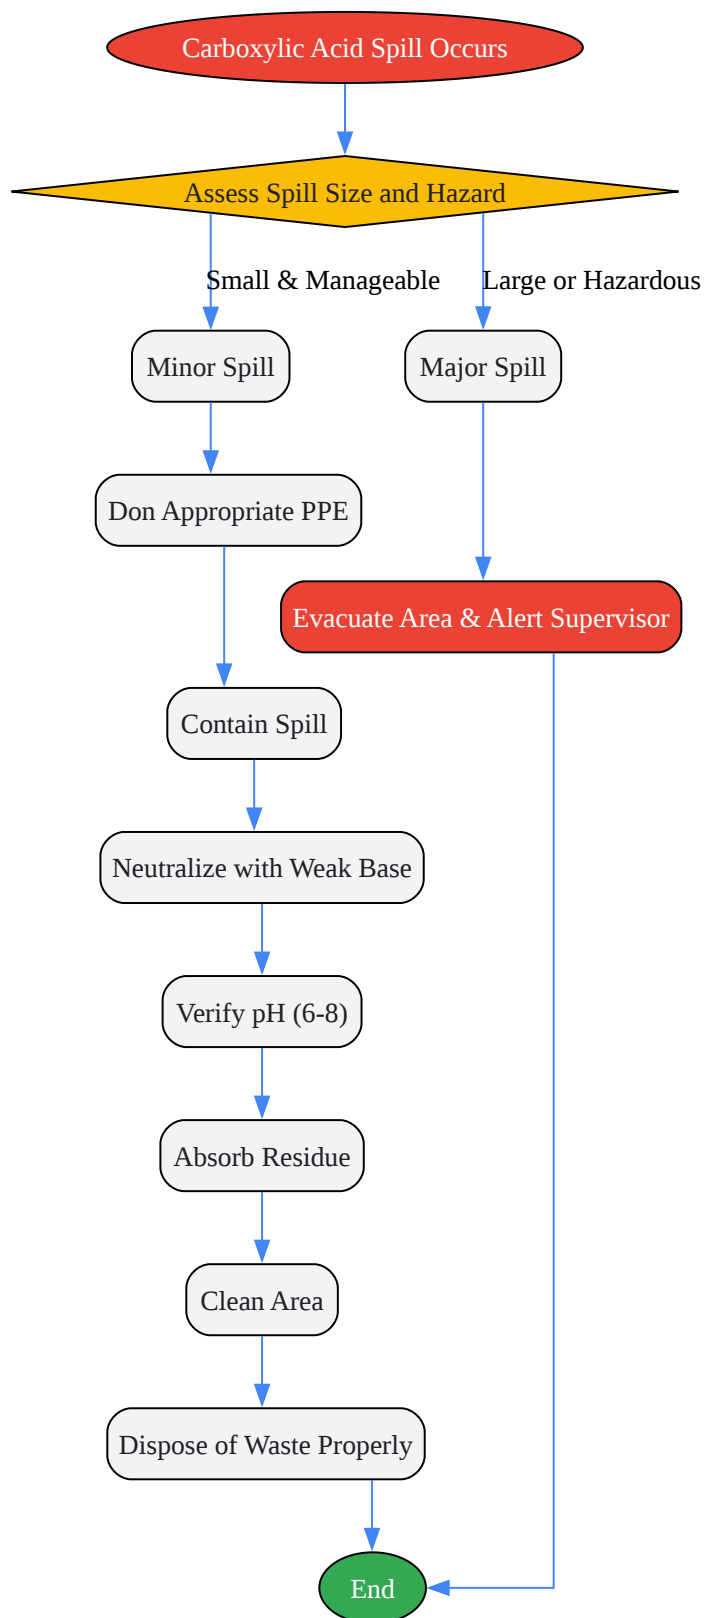 Carboxylic Acid Spill Occurs
Assess Spill Size and Hazard
Small & Manageable
Large or Hazardous
Minor Spill
Major Spill
Don Appropriate PPE
Evacuate Area & Alert Supervisor
Contain Spill
Neutralize with Weak Base
Verify pH (6-8)
Absorb Residue
Clean Area
Dispose of Waste Properly
End